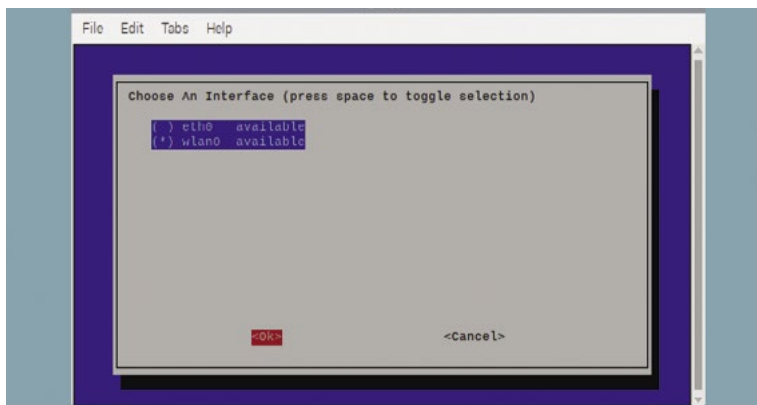 File Edit Tabs Help
Choose An Interface (press space to toggle selection)
( ) eth0 available
(*) wlan0 available
<Ok> <Cancel>